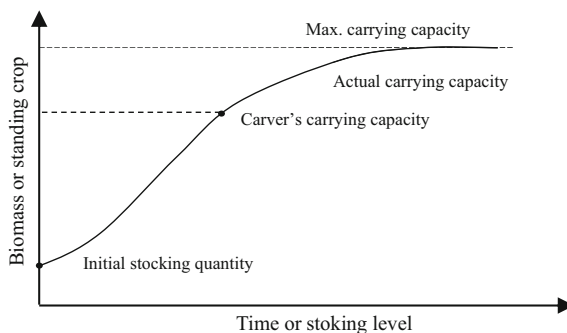 Max. carrying capacity
Actual carrying capacity
Carver's carrying capacity
Initial stocking quantity
Biomass or standing crop
Time or stoking level